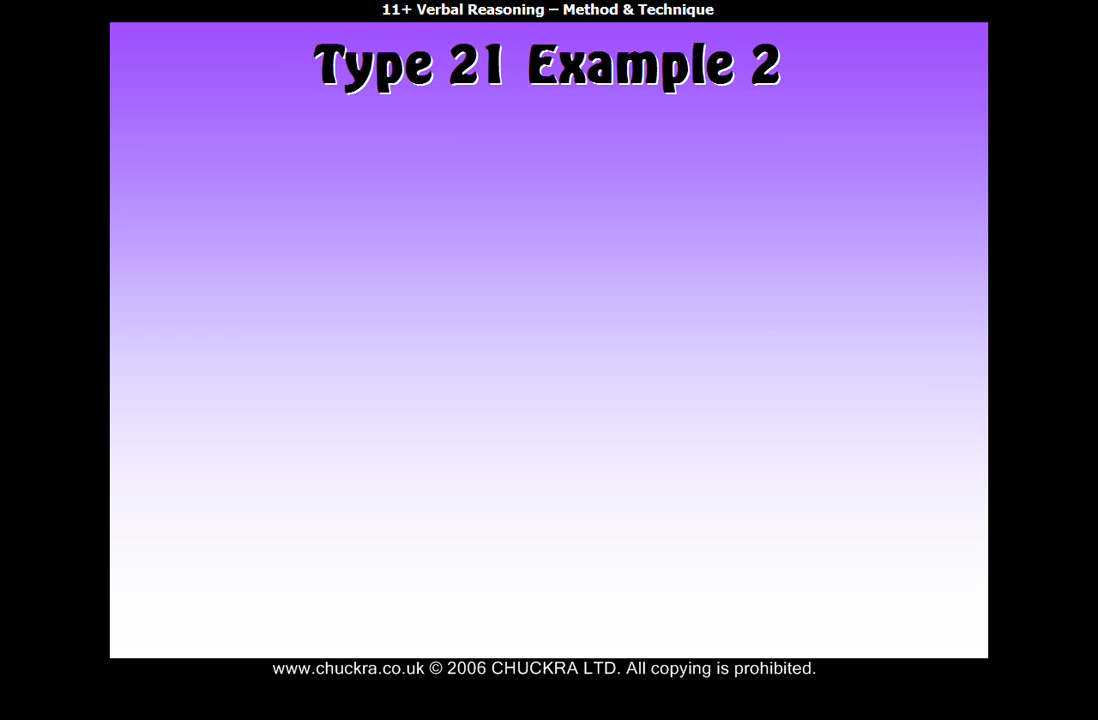 11+ Verbal Reasoning – Method & Technique
Type 21 Example 2
www.chuckra.co.uk © 2006 CHUCKRA LTD. All copying is prohibited.